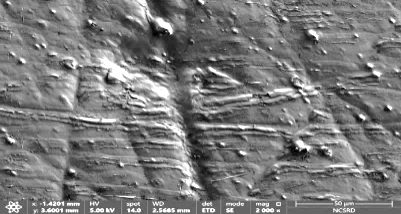 x: -1.4201 mm HV spot WD det mode mag □ 50 µm
y: 3.6001 mm 5.00 kV 14.0 2.5685 mm ETD SE 2 000 x NCSRD